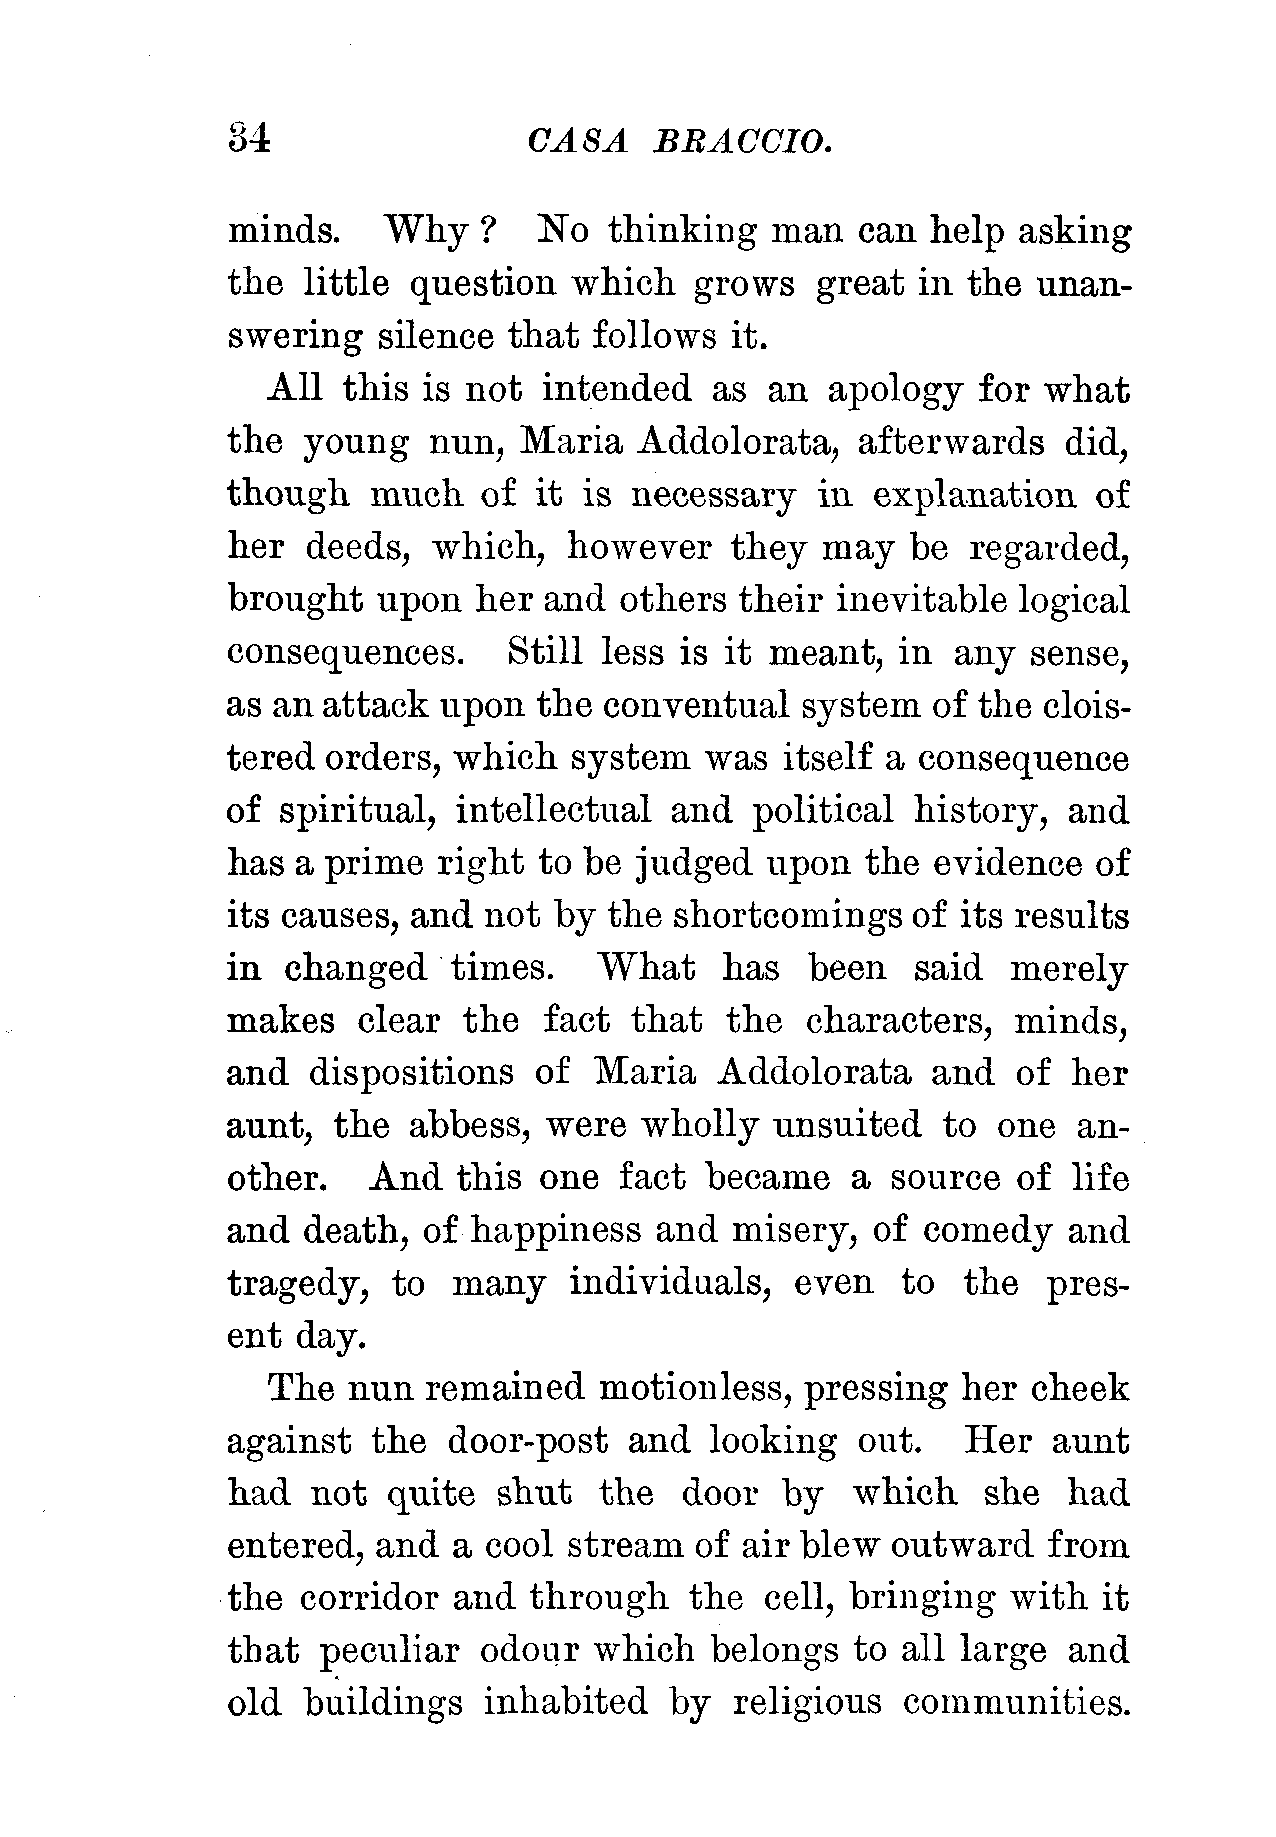 34 CASA BRACCIO.
minds. Why? No thinking man can help asking
the little question which grows great in the unan-
swering silence that follows it.
All this is not intended as an apology for what
the young nun, Maria Addolorata, afterwards did,
though much of it is necessary in explanation of
her deeds, which, however they may be regarded,
brought upon her and others their inevitable logical
consequences. Still less is it meant, in any sense,
as an attack upon the conventual system of the clois-
tered orders, which system was itself a consequence
of spiritual, intellectual and political history, and
has a prime right to be judged upon the evidence of
its causes, and not by the shortcomings of its results
in changed times. What has been said merely
makes clear the fact that the characters, minds,
and dispositions of Maria Addolorata and of her
aunt, the abbess, were wholly unsuited to one an-
other. And this one fact became a source of life
and death, of happiness and misery, of comedy and
tragedy, to many individuals, even to the pres-
ent day.
The nun remained motionless, pressing her cheek
against the door-post and looking out. Her aunt
had not quite shut the door by which she had
entered, and a cool stream of air blew outward from
the corridor and through the cell, bringing with it
that peculiar odour which belongs to all large and
old buildings inhabited by religious communities.